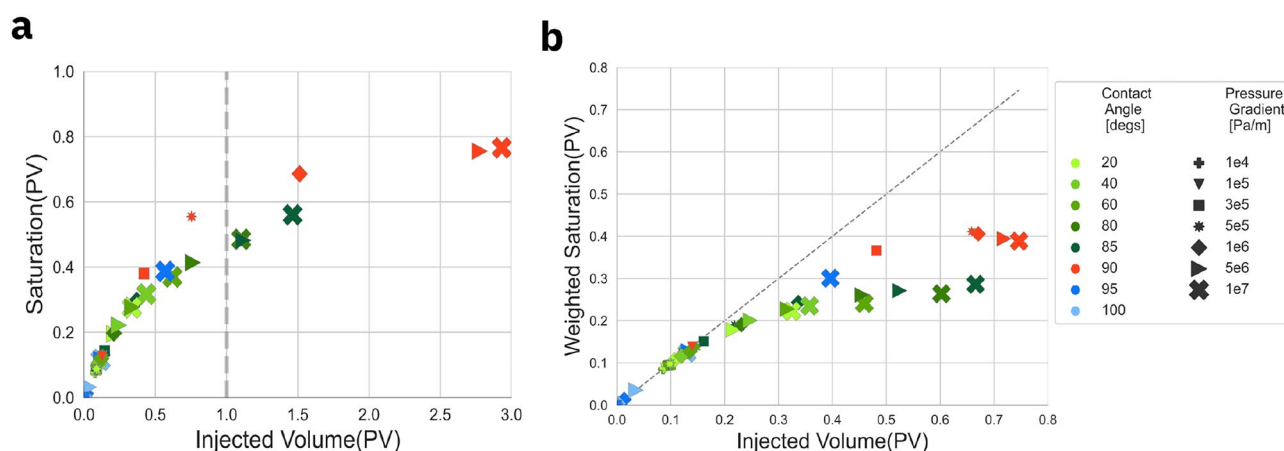 a
Saturation(PV)
1.0
0.8
0.6
0.4
0.2
0.0
0.0 0.5 1.0 1.5 2.0 2.5 3.0
Injected Volume(PV)
b
Weighted Saturation(PV)
0.8
0.7
0.6
0.5
0.4
0.3
0.2
0.1
0.0
0.0 0.1 0.2 0.3 0.4 0.5 0.6 0.7 0.8
Injected Volume(PV)
Contact
Angle
[degs]
20
40
60
80
85
90
95
100
Pressure
Gradient
[Pa/m]
1e4
1e5
3e5
5e5
1e6
5e6
1e7